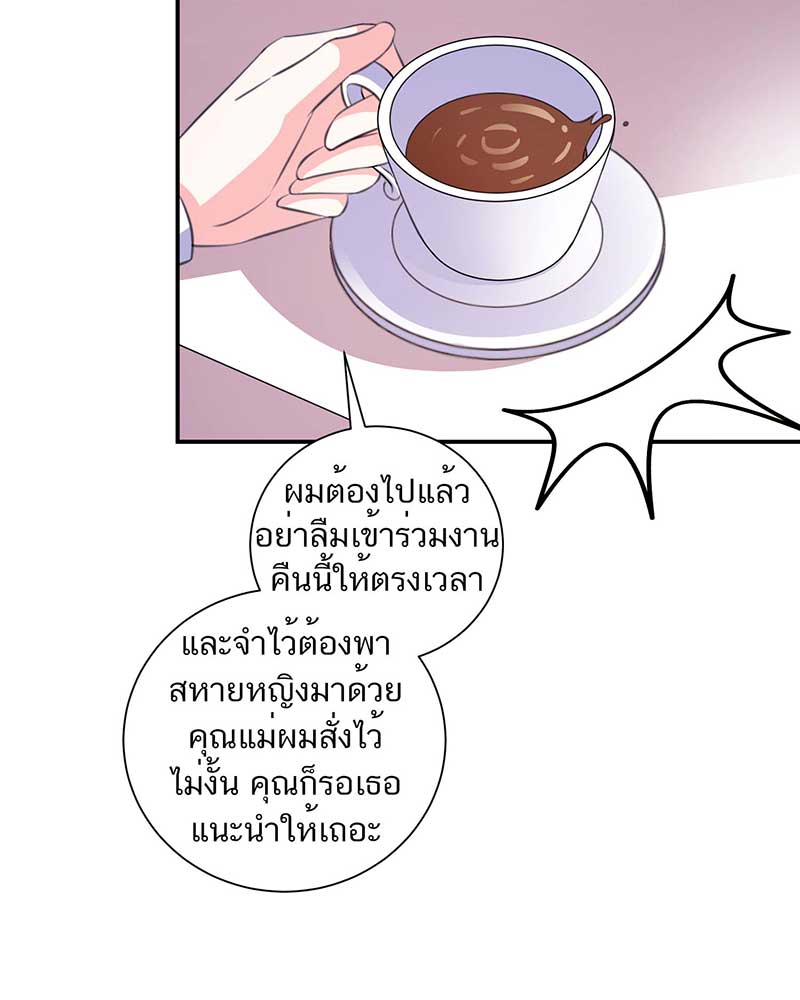 ผมต้องไปแล้ว
อย่าลืมเข้าร่วมงาน
คืนนี้ให้ตรงเวลา
และจำไว้ต้องพา
สหายหญิงมาด้วย
คุณแม่ผมสั่งไว้
ไม่งั้น คุณก็รอเธอ
แนะนำให้เถอะ